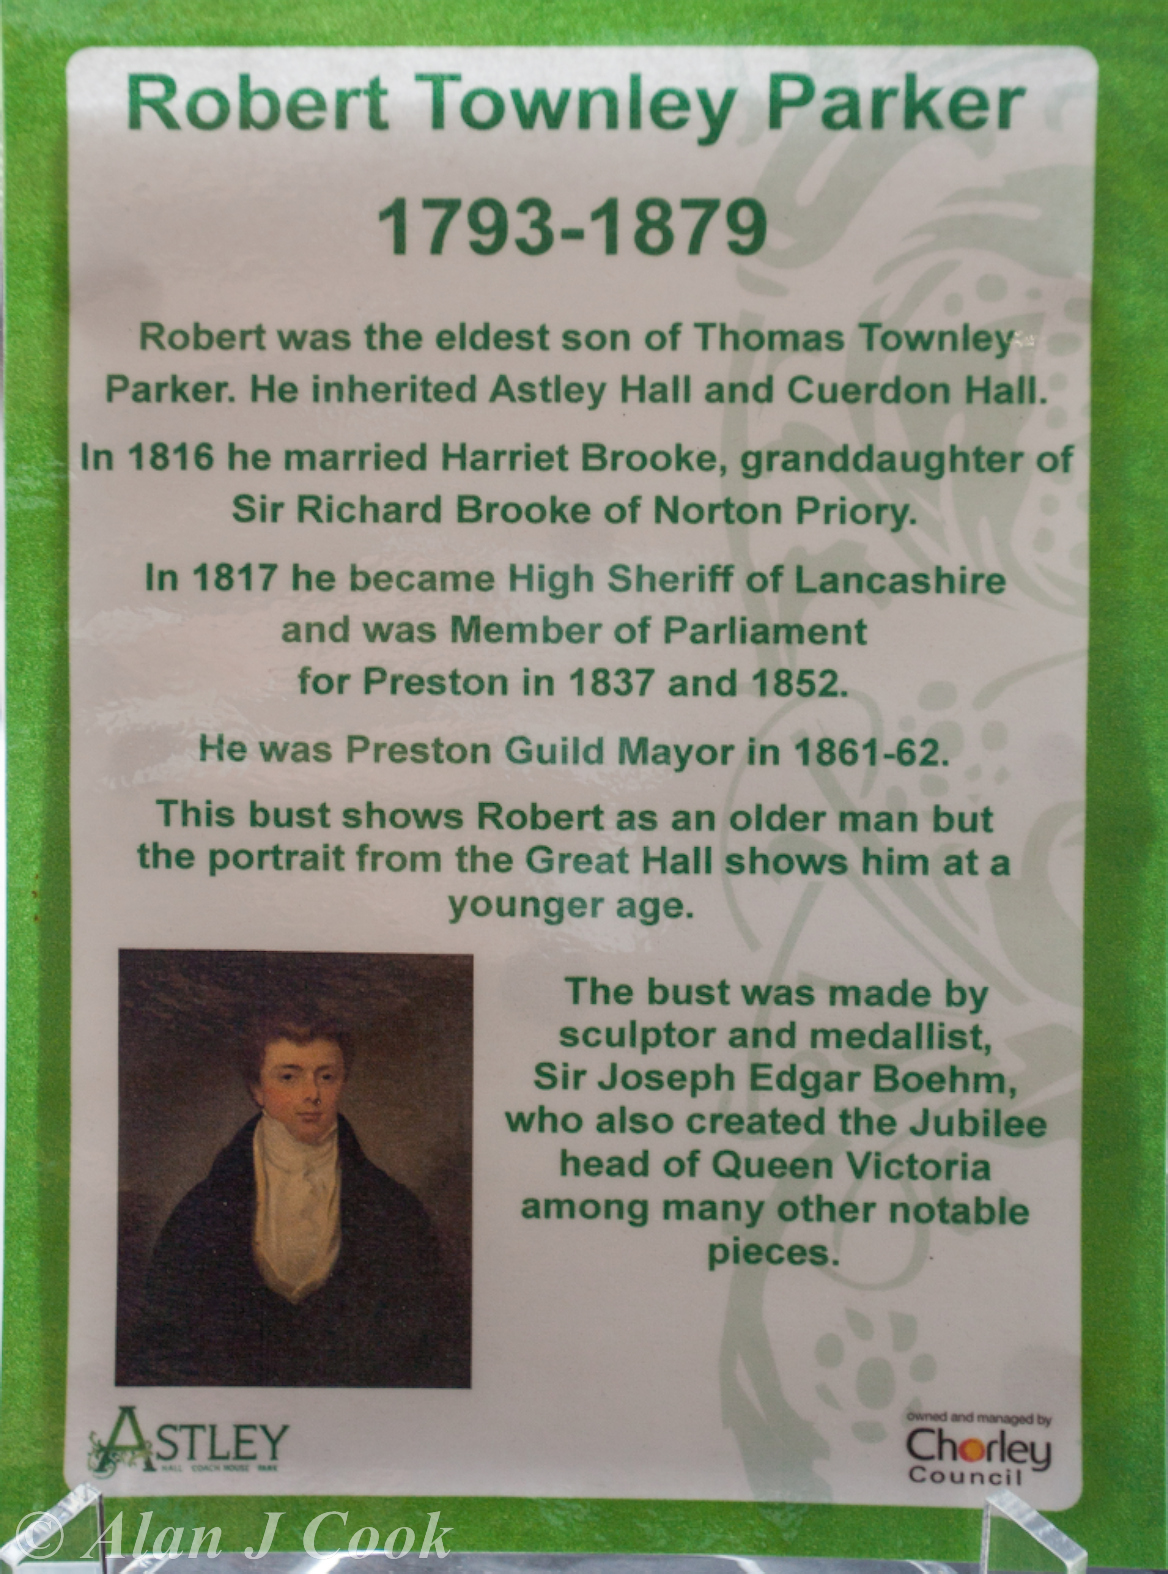 Robert Townley Parker
1793-1879
Robert was the eldest son of Thomas Townley
Parker. He inherited Astley Hall and Cuerdon Hall.
In 1816 he married Harriet Brooke, granddaughter of
Sir Richard Brooke of Norton Priory.
In 1817 he became High Sheriff of Lancashire
and was Member of Parliament
for Preston in 1837 and 1852.
He was Preston Guild Mayor in 1861-62.
This bust shows Robert as an older man but
the portrait from the Great Hall shows him at a
younger age.
The bust was made by
sculptor and medallist,
Sir Joseph Edgar Boehm,
who also created the Jubilee
head of Queen Victoria
among many other notable
pieces.
ASTLEY
HALL COACH HOUSE PARK
owned and managed by
Chorley
Council
© Alan J Cook